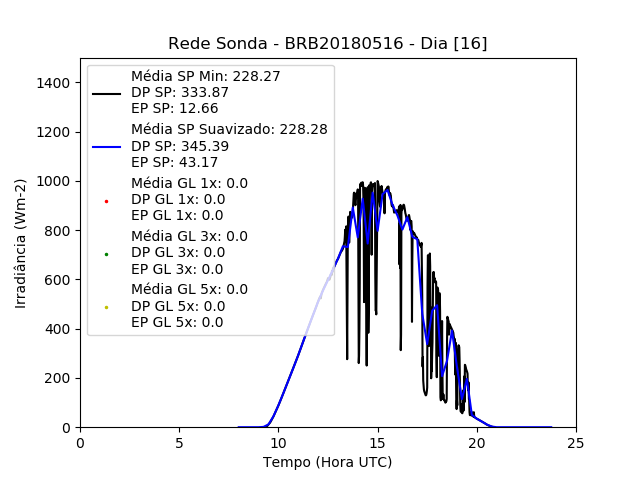 Rede Sonda - BRB20180516 - Dia [16]
Irradiância (Wm-2)
1400
1200
1000
800
600
400
200
0
Média SP Min: 228.27
DP SP: 333.87
EP SP: 12.66
Média SP Suavizado: 228.28
DP SP: 345.39
EP SP: 43.17
Média GL 1x: 0.0
DP GL 1x: 0.0
EP GL 1x: 0.0
Média GL 3x: 0.0
DP GL 3x: 0.0
EP GL 3x: 0.0
Média GL 5x: 0.0
DP GL 5x: 0.0
EP GL 5x: 0.0
0 5 10 15 20 25
Tempo (Hora UTC)